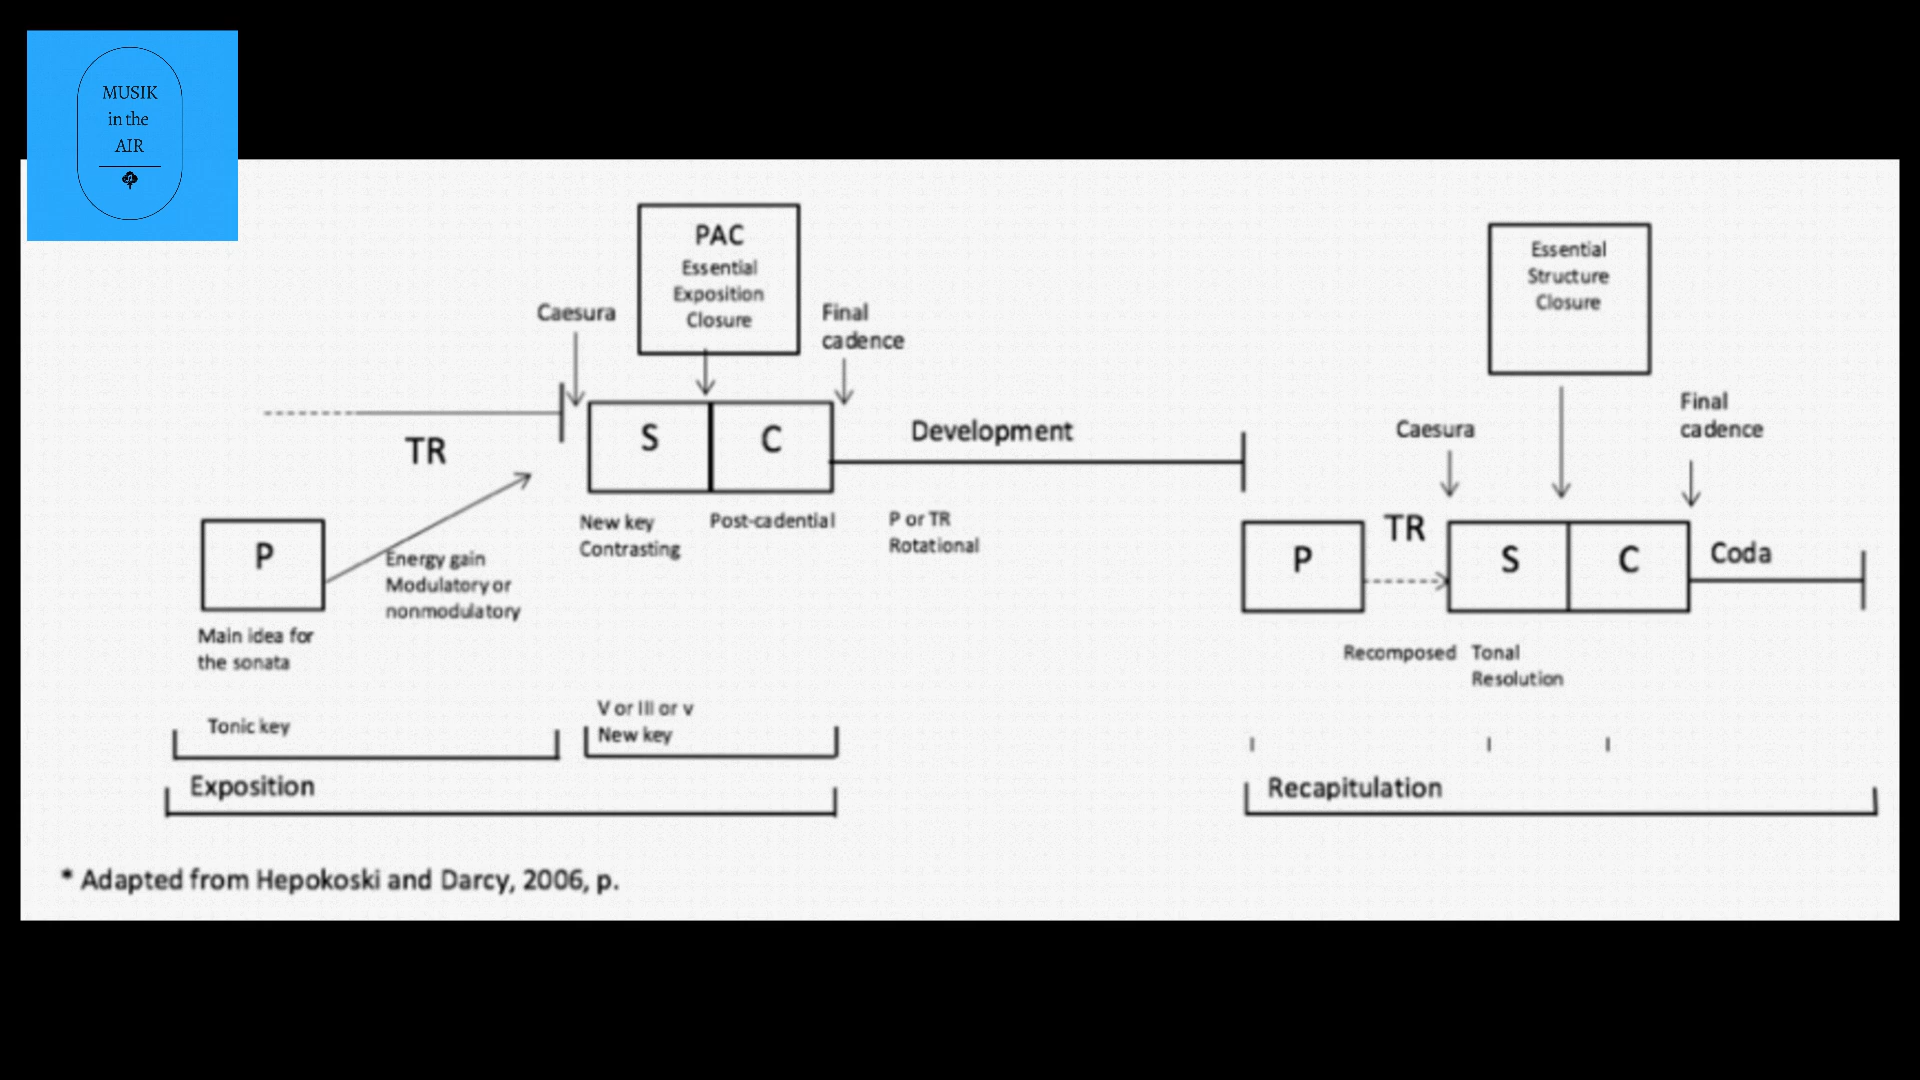 MUSIK
in the
AIR
PAC
Essential
Exposition
Closure
Caesura
Final
cadence
TR
S
C
Development
P
Energy gain
Modulatory or
nonmodulatory
New key
Contrasting
Post-cadential
P or TR
Rotational
Main idea for
the sonata
Tonic key
V or III or v
New key
Exposition
Essential
Structure
Closure
Caesura
Final
cadence
P
TR
S
C
Coda
Recomposed
Tonal
Resolution
Recapitulation
* Adapted from Hepokoski and Darcy, 2006, p.